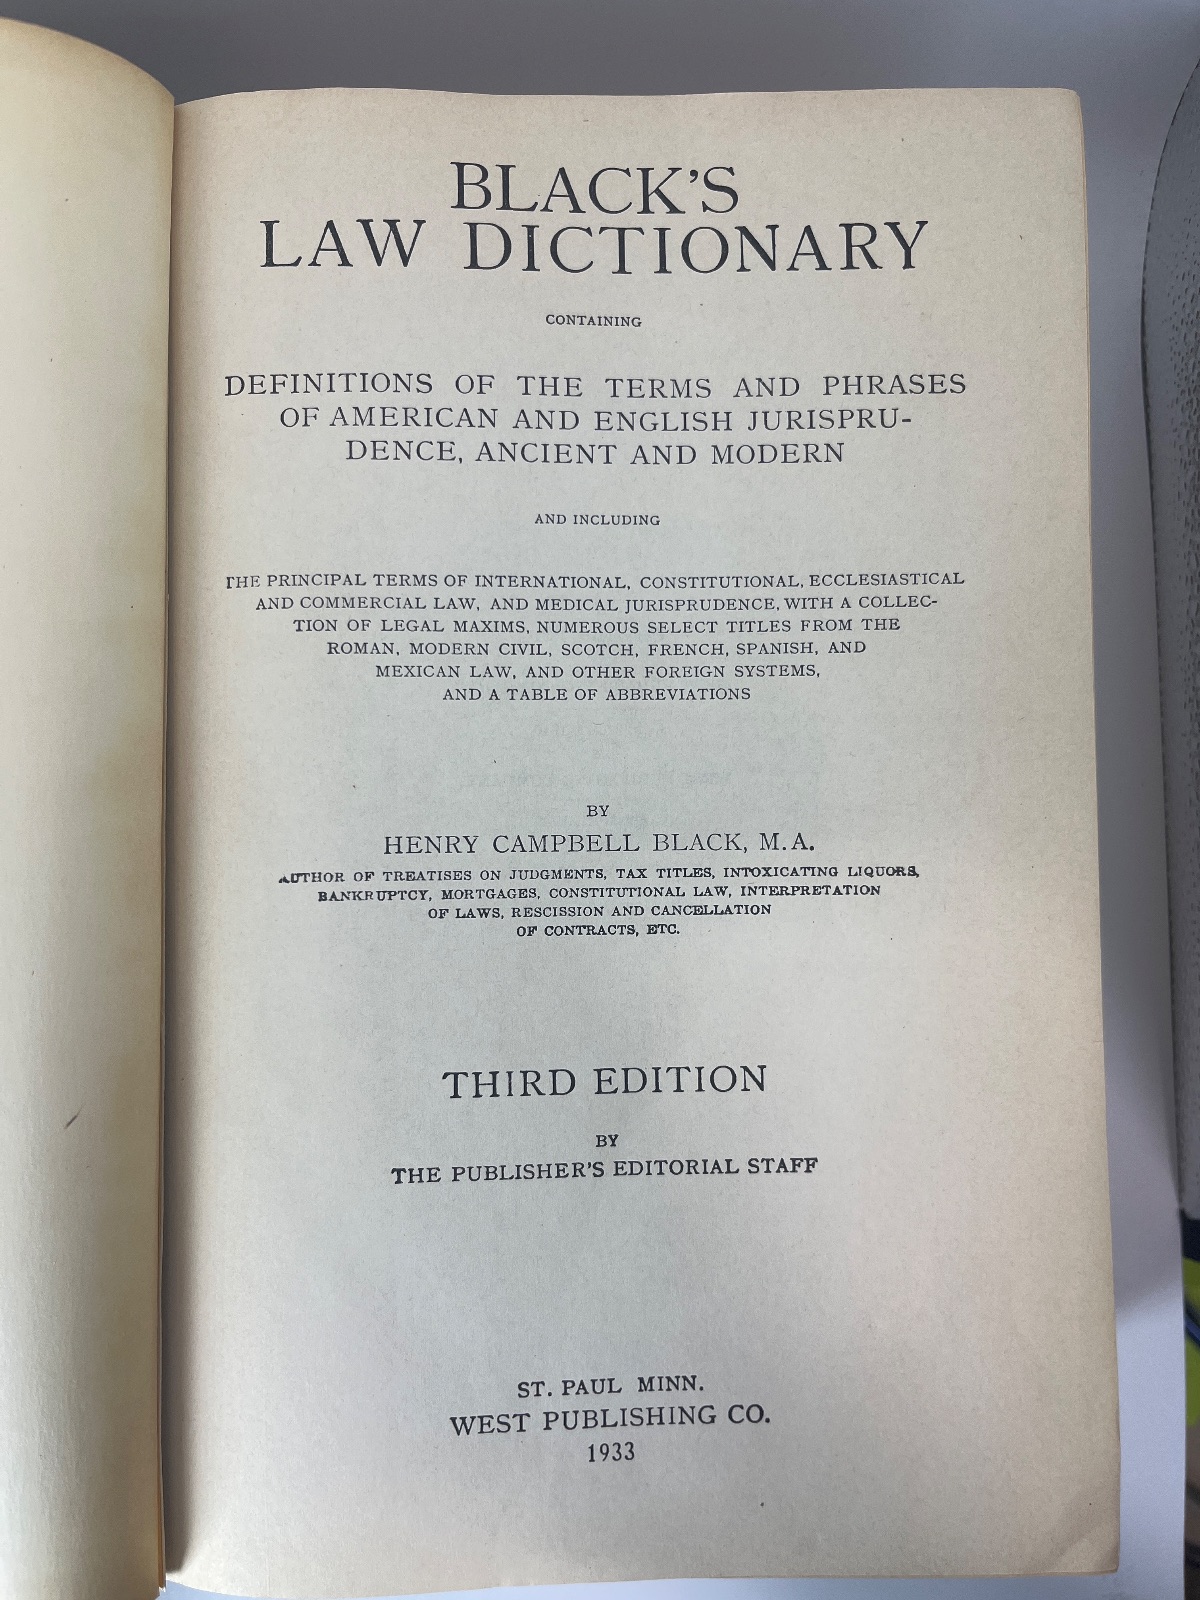 BLACK'S
LAW DICTIONARY
CONTAINING
DEFINITIONS OF THE TERMS AND PHRASES
OF AMERICAN AND ENGLISH JURISPRU-
DENCE, ANCIENT AND MODERN
AND INCLUDING
THE PRINCIPAL TERMS OF INTERNATIONAL, CONSTITUTIONAL, ECCLESIASTICAL
AND COMMERCIAL LAW, AND MEDICAL JURISPRUDENCE, WITH A COLLEC-
TION OF LEGAL MAXIMS, NUMEROUS SELECT TITLES FROM THE
ROMAN, MODERN CIVIL, SCOTCH, FRENCH, SPANISH, AND
MEXICAN LAW, AND OTHER FOREIGN SYSTEMS,
AND A TABLE OF ABBREVIATIONS
BY
HENRY CAMPBELL BLACK, M.A.
AUTHOR OF TREATISES ON JUDGMENTS, TAX TITLES, INTOXICATING LIQUORS,
BANKRUPTCY, MORTGAGES, CONSTITUTIONAL LAW, INTERPRETATION
OF LAWS, RESCISSION AND CANCELLATION
OF CONTRACTS, ETC.
THIRD EDITION
BY
THE PUBLISHER'S EDITORIAL STAFF
ST. PAUL MINN.
WEST PUBLISHING CO.
1933